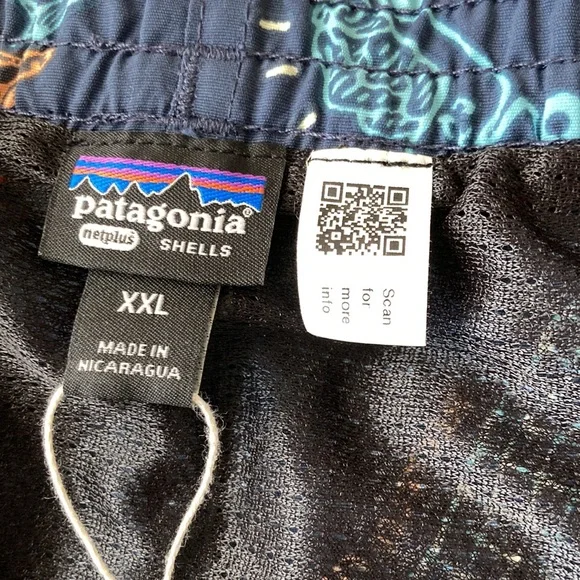 patagonia®
netplus® SHELLS
XXL
MADE IN
NICARAGUA
Scan
for
more
info